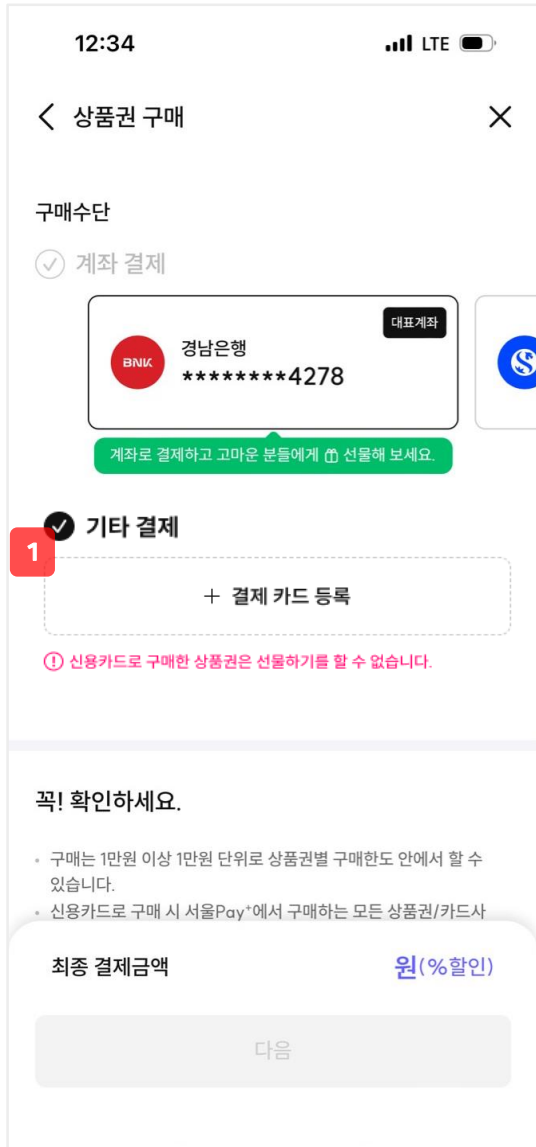 12:34
LTE
상품권 구매
구매수단
계좌 결제
대표계좌
BNK
경남은행
********4278
계좌로 결제하고 고마운 분들에게 선물해 보세요.
기타 결제
1
+ 결제 카드 등록
신용카드로 구매한 상품권은 선물하기를 할 수 없습니다.
꼭! 확인하세요.
• 구매는 1만원 이상 1만원 단위로 상품권별 구매한도 안에서 할 수
있습니다.
• 신용카드로 구매 시 서울Pay⁺에서 구매하는 모든 상품권/카드사
최종 결제금액
원(%할인)
다음